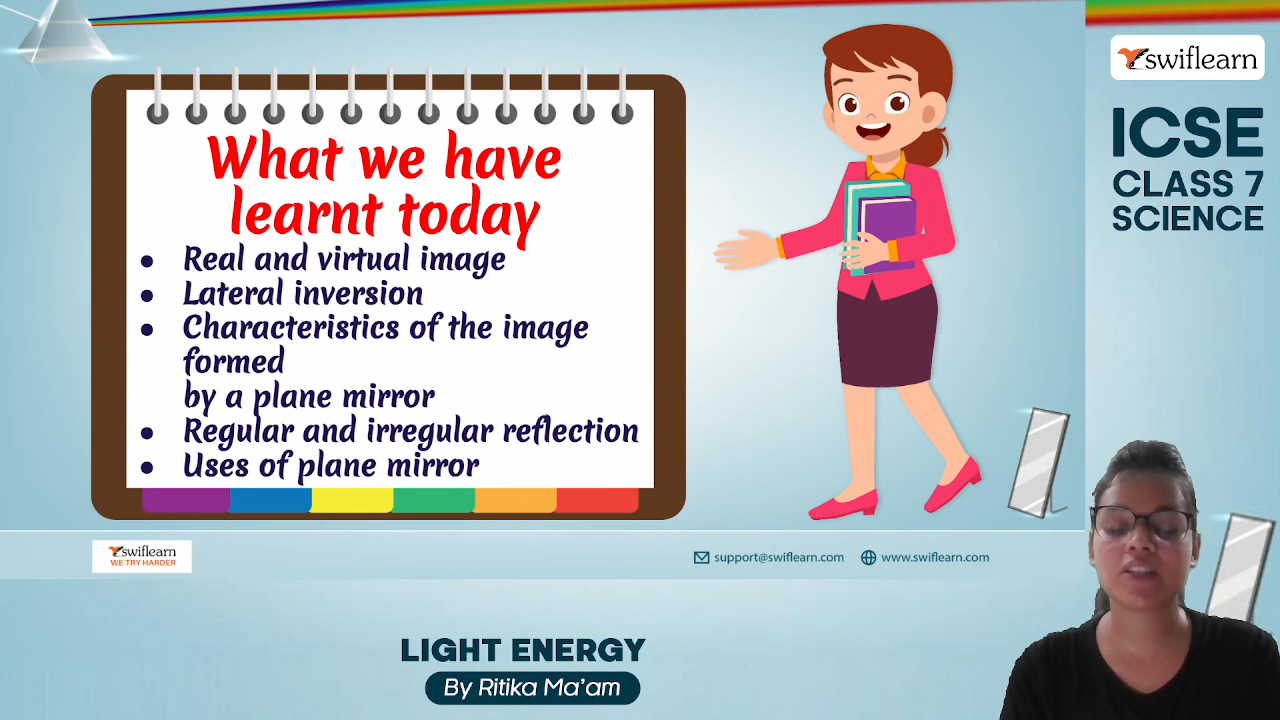 What we have
learnt today
• Real and virtual image
• Lateral inversion
• Characteristics of the image
formed
by a plane mirror
• Regular and irregular reflection
• Uses of plane mirror
swiflearn
WE TRY HARDER
support@swiflearn.com
www.swiflearn.com
LIGHT ENERGY
By Ritika Ma'am
swiflearn
ICSE
CLASS 7
SCIENCE